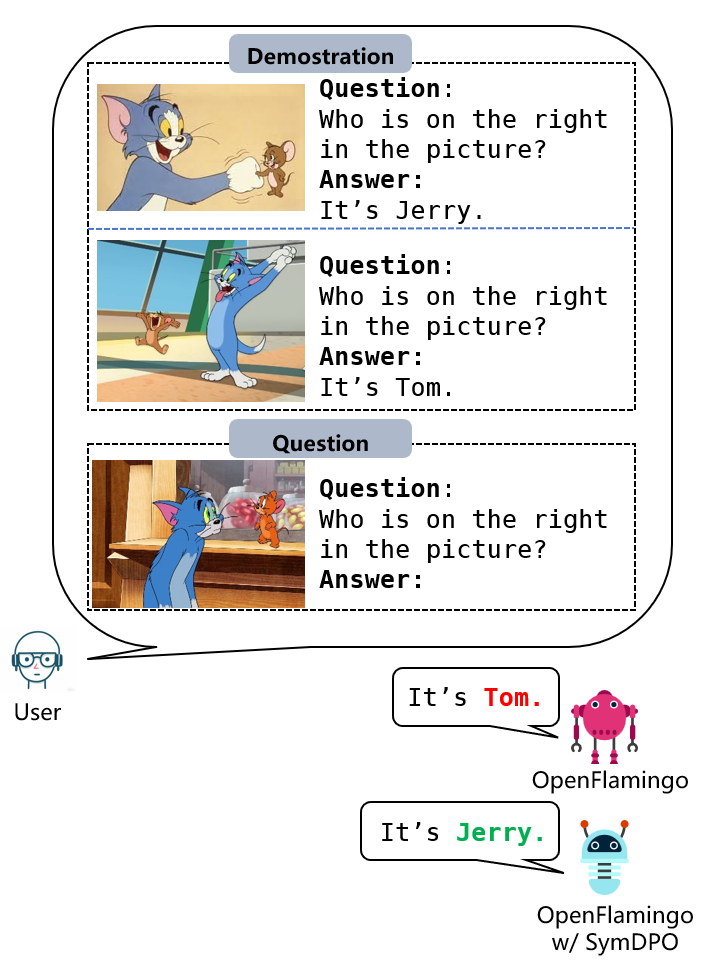 Demostration
Question:
Who is on the right
in the picture?
Answer:
It’s Jerry.
Question:
Who is on the right
in the picture?
Answer:
It’s Tom.
Question
Question:
Who is on the right
in the picture?
Answer:
User
It’s Tom.
OpenFlamingo
It’s Jerry.
OpenFlamingo
w/ SymDPO